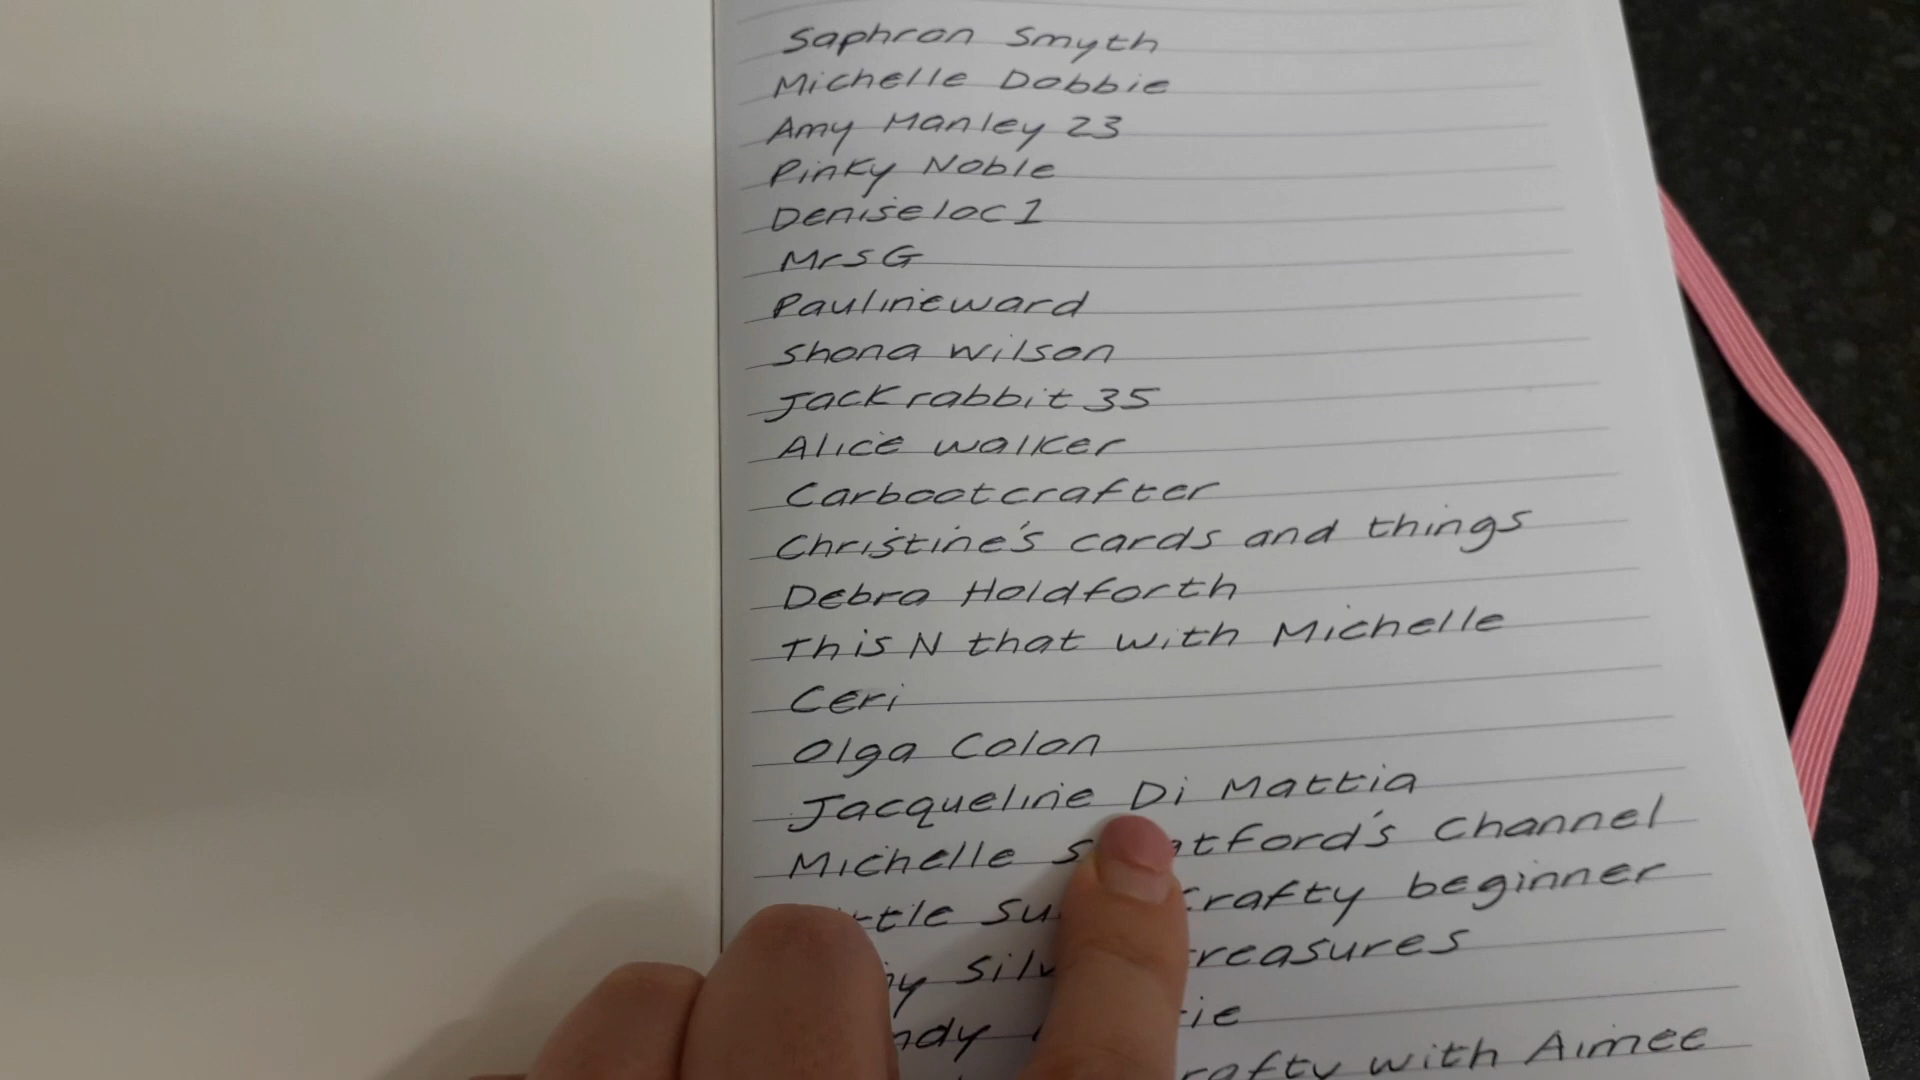 Saphron Smyth
Michelle Dobbie
Amy Manley 23
Pinky Noble
Deniseloc1
MrsG
Paulineward
Shona Wilson
Jackrabbit 35
Alice Walker
Carbootcrafter
Christine's cards and things
Debra Holdforth
This N that with Michelle
Ceri
Olga Colon
Jacqueline Di Mattia
Michelle Channel
crafty beginner
treasures
with Aimee